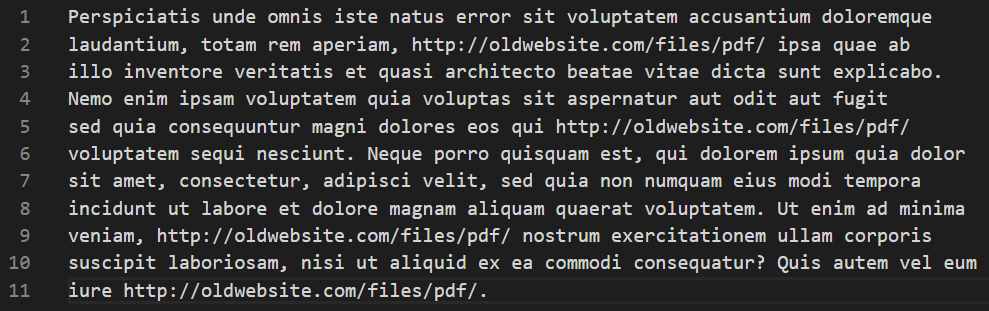 1 Perspiciatis unde omnis iste natus error sit voluptatem accusantium doloremque
2 laudantium, totam rem aperiam, http://oldwebsite.com/files/pdf/ ipsa quae ab
3 illo inventore veritatis et quasi architecto beatae vitae dicta sunt explicabo.
4 Nemo enim ipsam voluptatem quia voluptas sit aspernatur aut odit aut fugit
5 sed quia consequuntur magni dolores eos qui http://oldwebsite.com/files/pdf/
6 voluptatem sequi nesciunt. Neque porro quisquam est, qui dolorem ipsum quia dolor
7 sit amet, consectetur, adipisci velit, sed quia non numquam eius modi tempora
8 incidunt ut labore et dolore magnam aliquam quaerat voluptatem. Ut enim ad minima
9 veniam, http://oldwebsite.com/files/pdf/ nostrum exercitationem ullam corporis
10 suscipit laboriosam, nisi ut aliquid ex ea commodi consequatur? Quis autem vel eum
11 iure http://oldwebsite.com/files/pdf/.